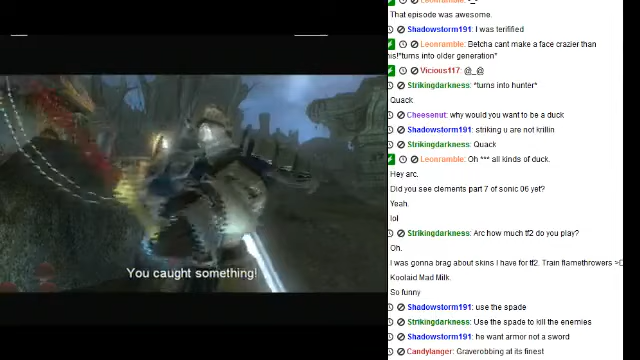 You caught something!
Leonramble: -_-
That episode was awesome.
Shadowstorm191: I was terifified
Leonramble: Betcha cant make a face crazier than
his!"turns into older generation"
Vicious117: @_@
Strikingdarkness: *turns into hunter*
Quack
Cheesenut: why would you want to be a duck
Shadowstorm191: striking u are not krillin
Strikingdarkness: Quack
Leonramble: Oh *** all kinds of duck.
Hey arc.
Did you see clements part 7 of sonic 06 yet?
Yeah.
lol
Strikingdarkness: Arc how much tf2 do you play?
Oh.
I was gonna brag about skins I have for tf2. Train flamethrowers >D
Koolaid Mad Milk.
So funny
Shadowstorm191: use the spade
Strikingdarkness: Use the spade to kill the enemies
Shadowstorm191: he want armor not a sword
Candylanger: Graverobbing at its finest